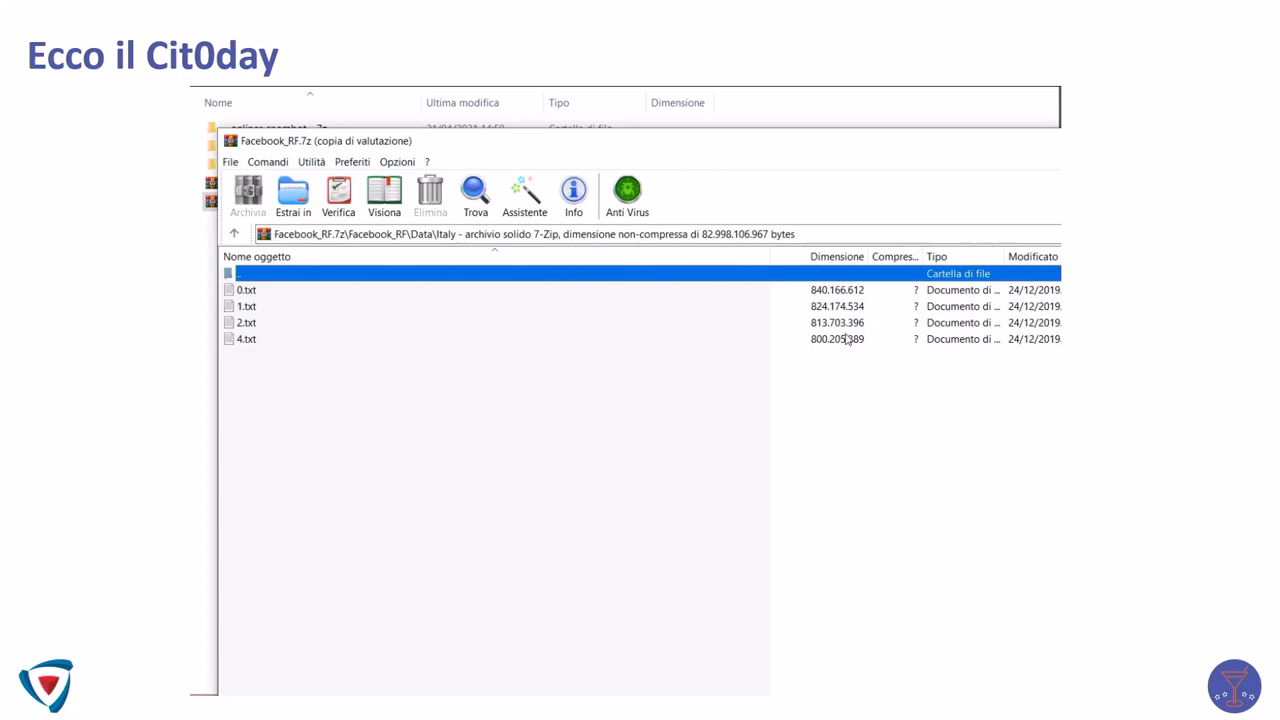 Ecco il Cit0day
Nome Ultima modifica Tipo Dimensione
Facebook_RF.7z (copia di valutazione)
File Comandi Utilità Preferiti Opzioni ?
Archivia Estrai in Verifica Visiona Elimina Trova Assistente Info Anti Virus
Facebook_RF.7z\Facebook_RF\Data\Italy - archivio solido 7-Zip, dimensione non-compressa di 82.998.106.967 bytes
Nome oggetto Dimensione Compres... Tipo Modificato
.. Cartella di file
0.txt 840.166.612 ? Documento di ... 24/12/2019.
1.txt 824.174.534 ? Documento di ... 24/12/2019.
2.txt 813.703.396 ? Documento di ... 24/12/2019.
4.txt 800.205.389 ? Documento di ... 24/12/2019.